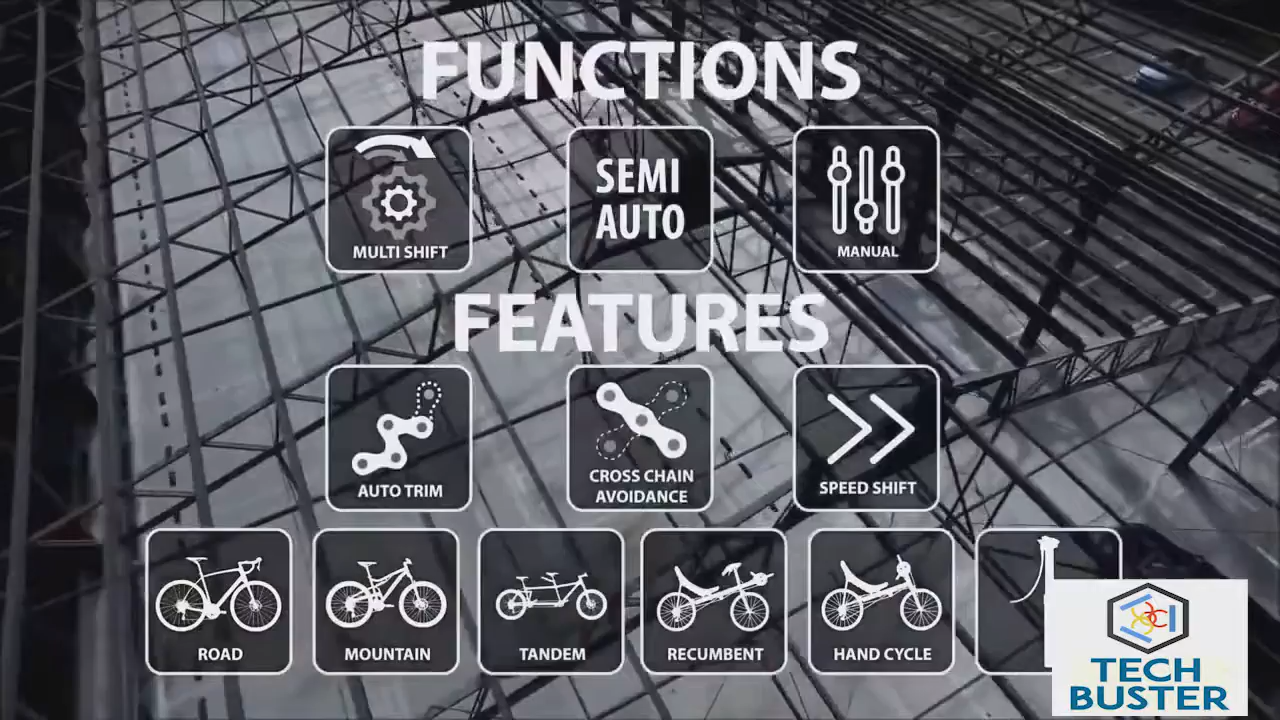 FUNCTIONS
MULTI SHIFT
SEMI
AUTO
MANUAL
FEATURES
AUTO TRIM
CROSS CHAIN
AVOIDANCE
SPEED SHIFT
ROAD
MOUNTAIN
TANDEM
RECUMBENT
HAND CYCLE
TECH
BUSTER